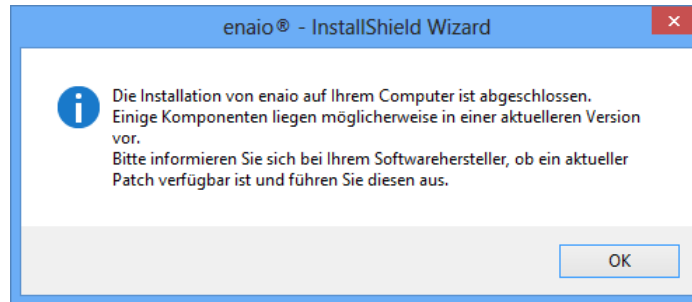 enaio® - InstallShield Wizard
Die Installation von enaio auf Ihrem Computer ist abgeschlossen.
Einige Komponenten liegen möglicherweise in einer aktuelleren Version
vor.
Bitte informieren Sie sich bei Ihrem Softwarehersteller, ob ein aktueller
Patch verfügbar ist und führen Sie diesen aus.
OK